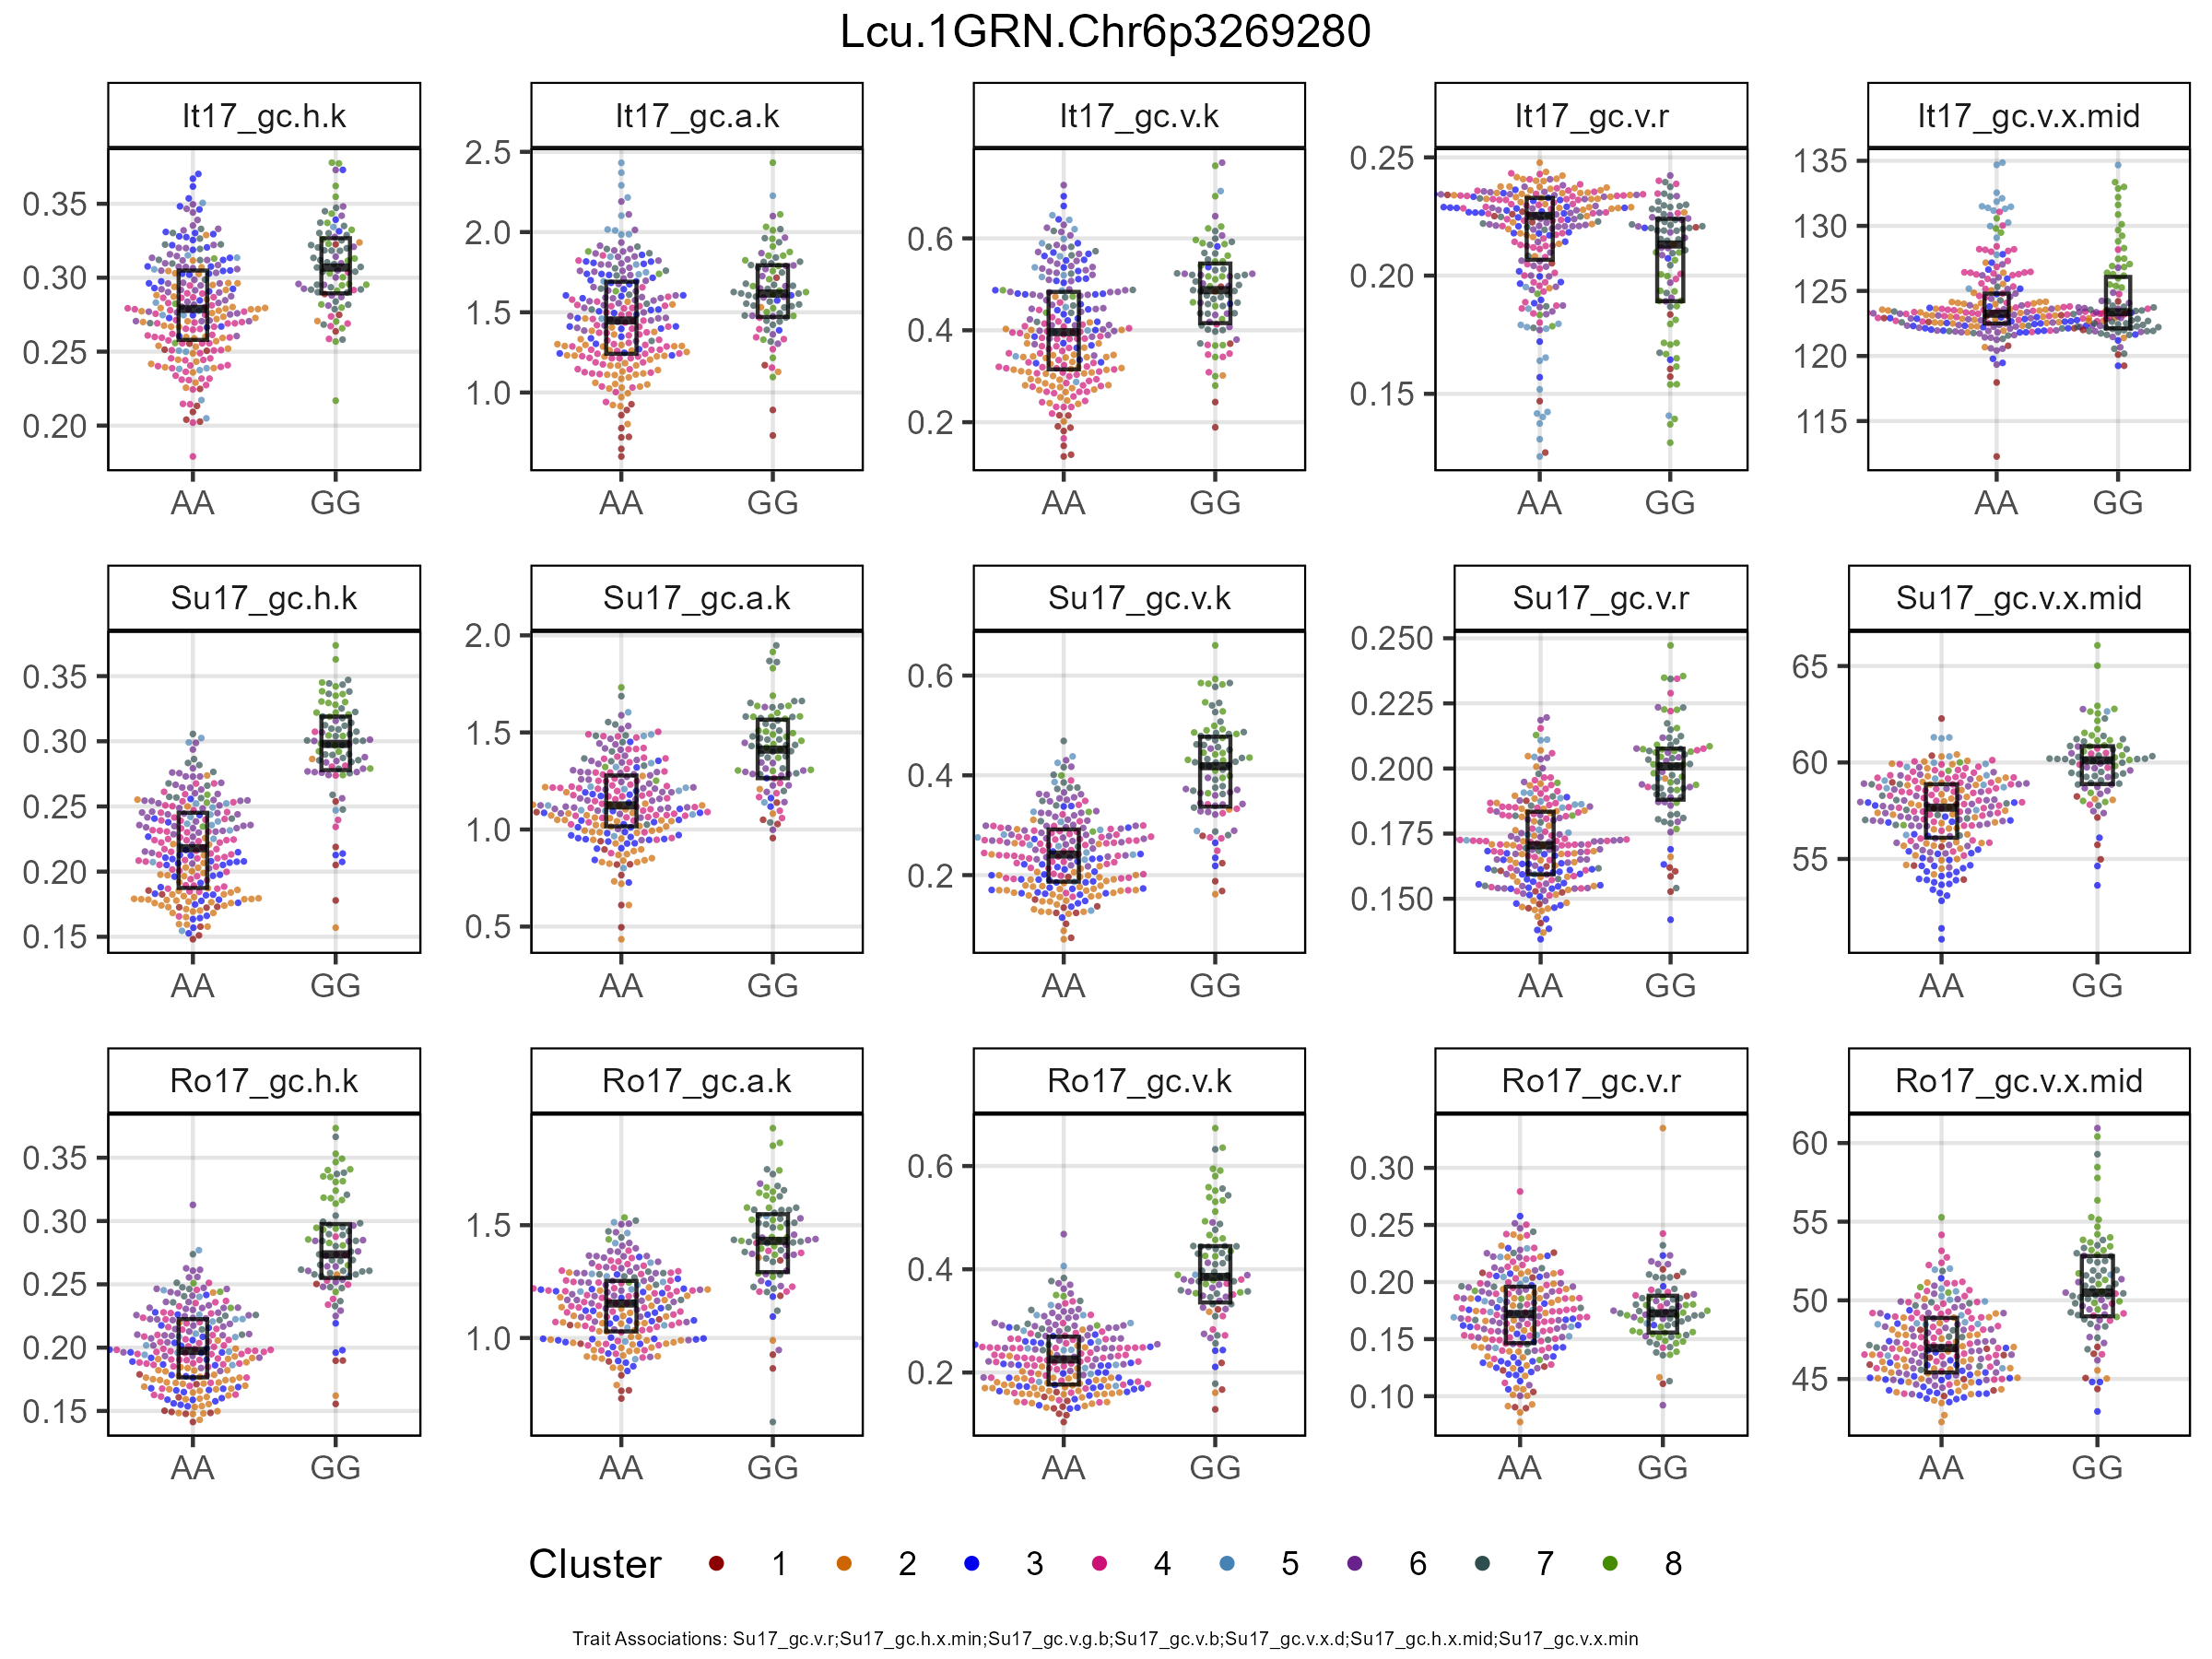 Lcu.1GRN.Chr6p3269280
It17_gc.h.k It17_gc.a.k It17_gc.v.k It17_gc.v.r It17_gc.v.x.mid
0.35 0.30 0.25 0.20
2.5 2.0 1.5 1.0
0.6 0.4 0.2
0.25 0.20 0.15
135 130 125 120 115
AA GG AA GG AA GG AA GG AA GG
Su17_gc.h.k Su17_gc.a.k Su17_gc.v.k Su17_gc.v.r Su17_gc.v.x.mid
0.35 0.30 0.25 0.20 0.15
2.0 1.5 1.0 0.5
0.6 0.4 0.2
0.250 0.225 0.200 0.175 0.150
65 60 55
AA GG AA GG AA GG AA GG AA GG
Ro17_gc.h.k Ro17_gc.a.k Ro17_gc.v.k Ro17_gc.v.r Ro17_gc.v.x.mid
0.35 0.30 0.25 0.20 0.15
1.5 1.0
0.6 0.4 0.2
0.30 0.25 0.20 0.15 0.10
60 55 50 45
AA GG AA GG AA GG AA GG AA GG
Cluster 1 2 3 4 5 6 7 8
Trait Associations: Su17_gc.v.r;Su17_gc.h.x.min;Su17_gc.v.g.b;Su17_gc.v.b;Su17_gc.v.x.d;Su17_gc.h.x.mid;Su17_gc.v.x.min